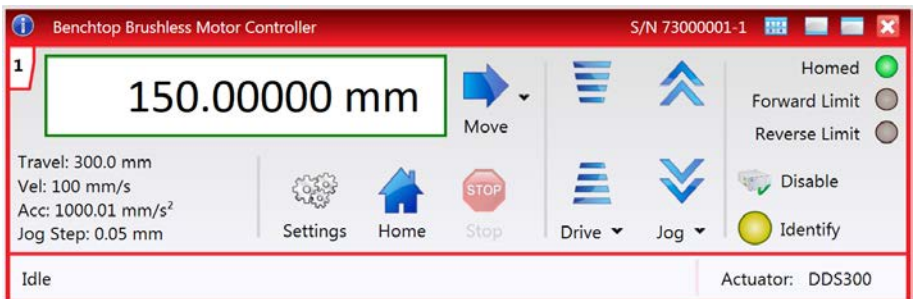 Benchtop Brushless Motor Controller
S/N 73000001-1
1
150.00000 mm
Move
Homed
Forward Limit
Reverse Limit
Travel: 300.0 mm
Vel: 100 mm/s
Acc: 1000.01 mm/s²
Jog Step: 0.05 mm
Settings
Home
STOP
Stop
Drive
Jog
Disable
Identify
Idle
Actuator: DDS300